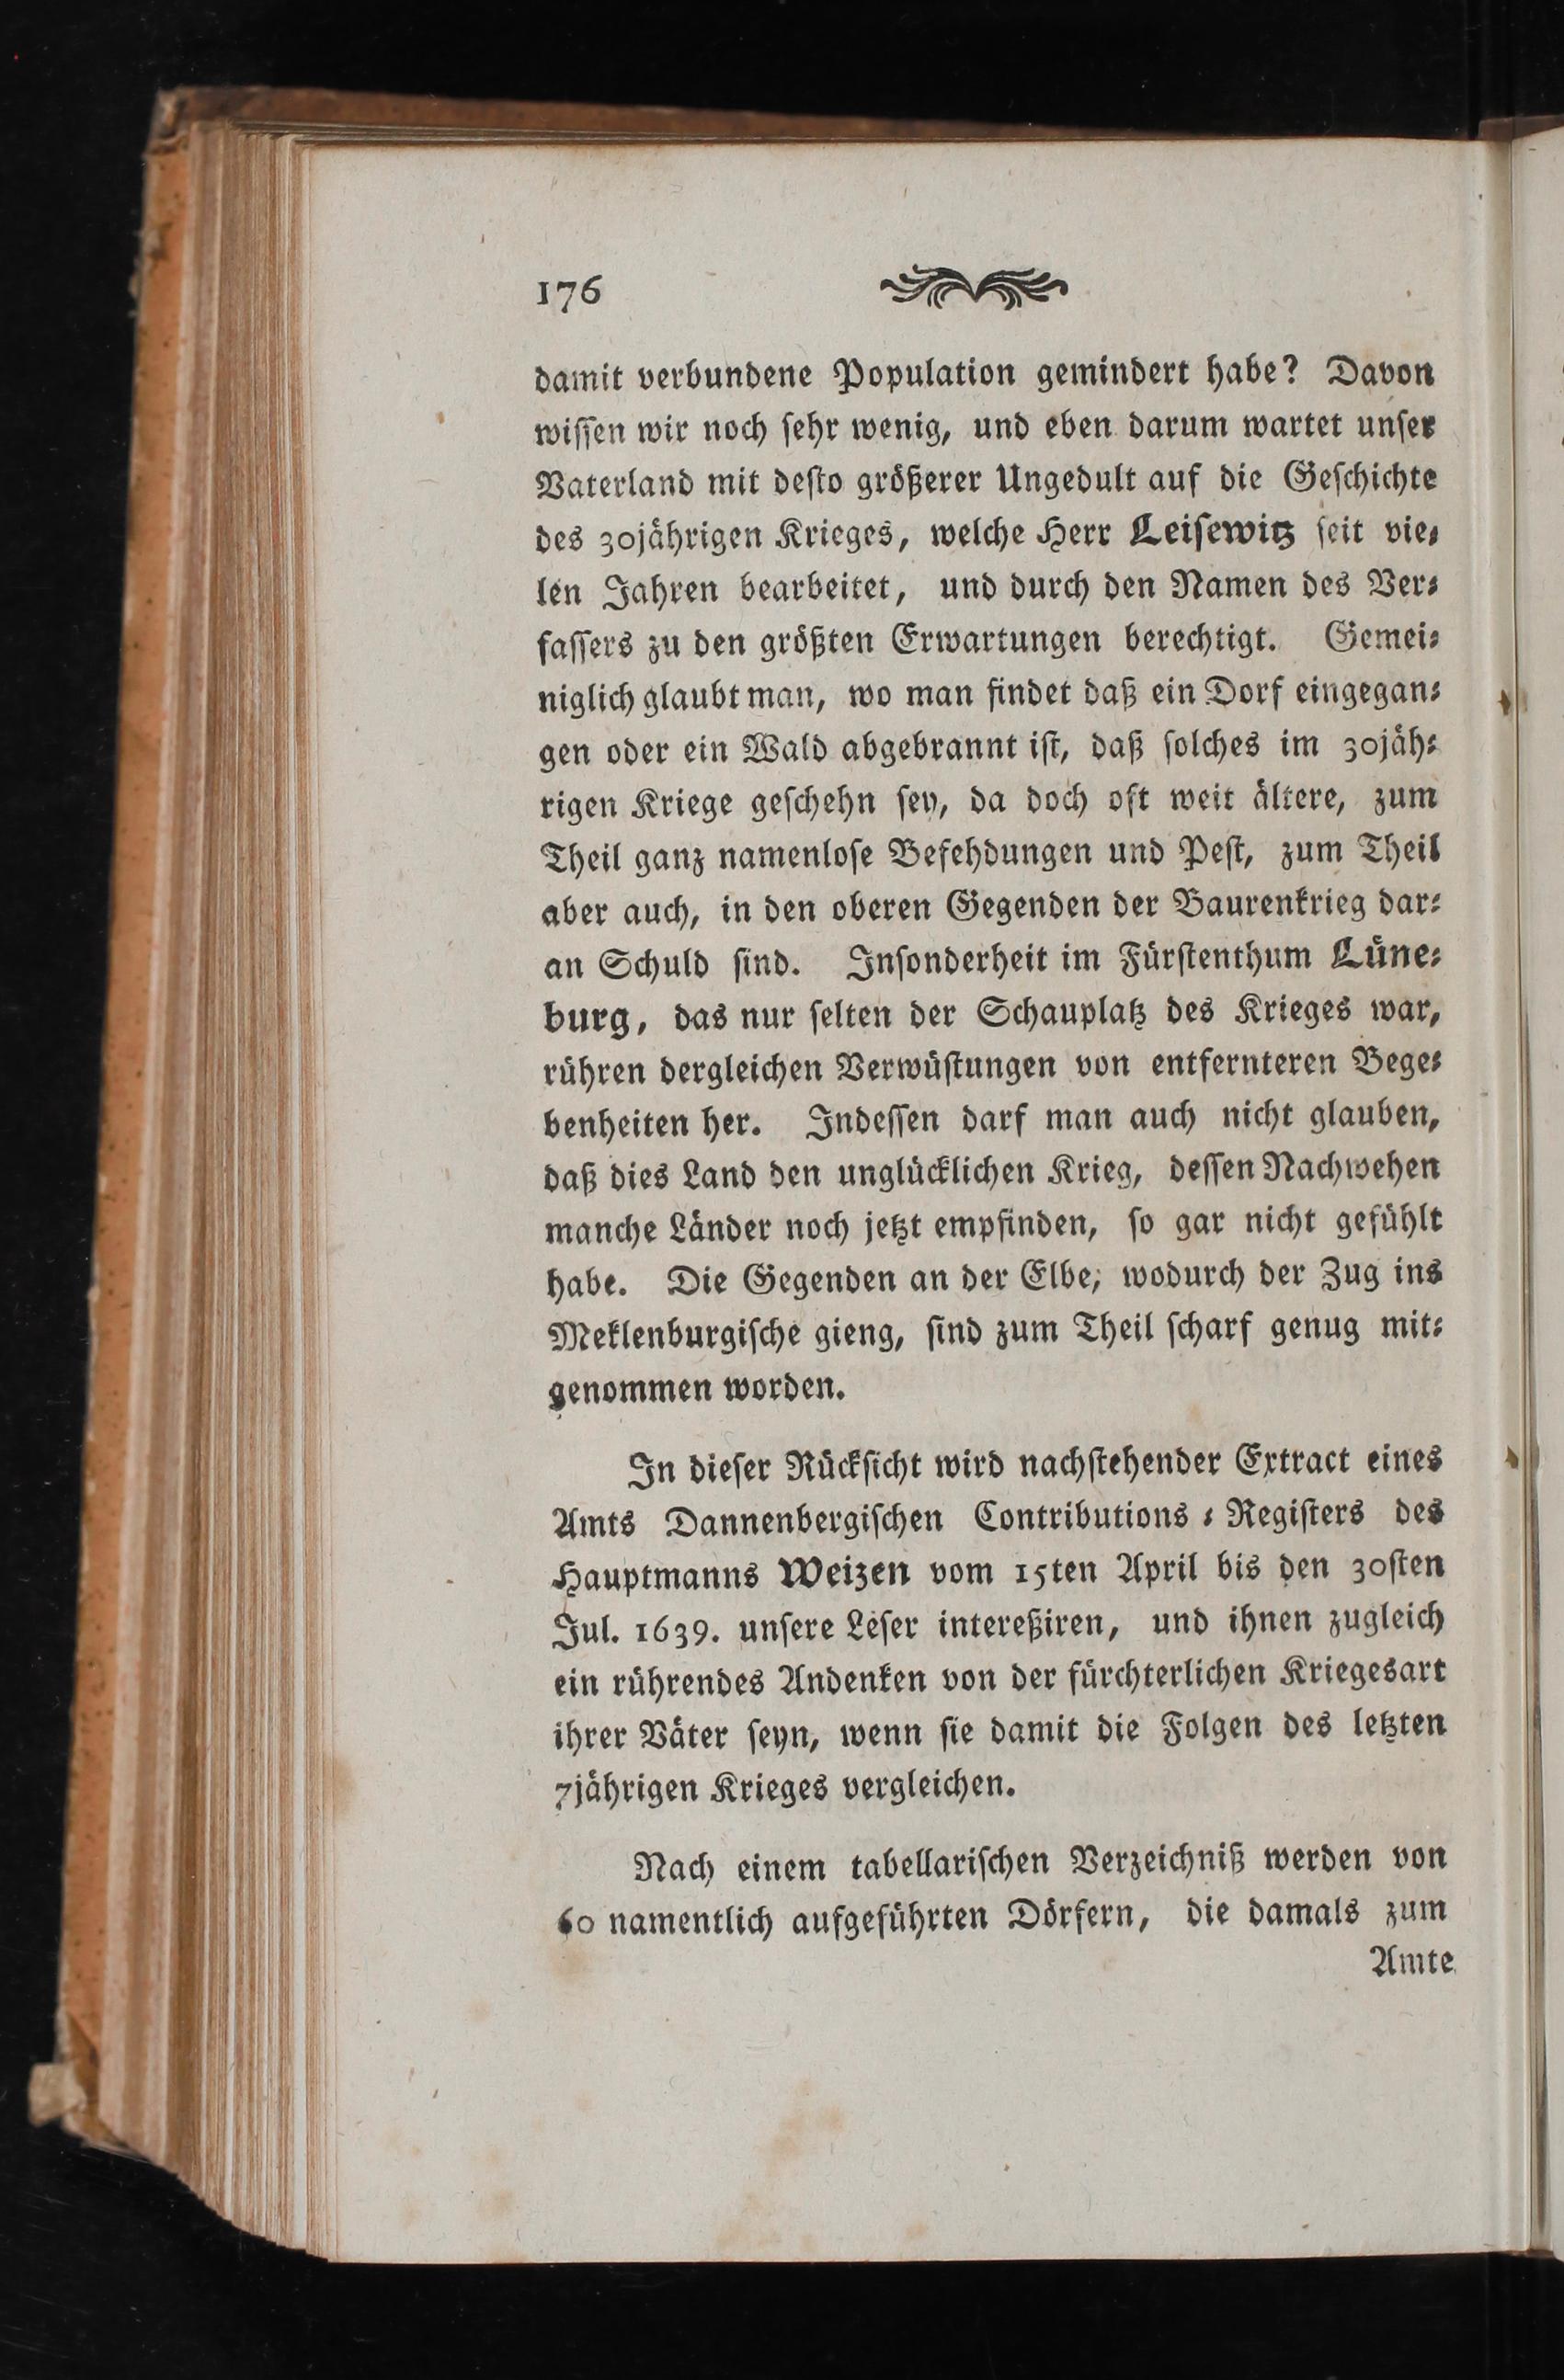 176
damit verbundene Population gemindert habe? Davon
wiſſen wir noch ſehr wenig, und eben darum wartet unſer
Vaterland mit deſto größerer Ungedult auf die Geſchichte
des 30jährigen Krieges, welche Herr Leiſewitz ſeit vie⸗
len Jahren bearbeitet, und durch den Namen des Ver⸗
faſſers zu den größten Erwartungen berechtigt. Gemei⸗
niglich glaubt man, wo man findet daß ein Dorf eingegan⸗
gen oder ein Wald abgebrannt iſt, daß ſolches im 30jäh⸗
rigen Kriege geſchehn ſey, da doch oft weit ältere, zum
Theil ganz namenloſe Befehdungen und Peſt, zum Theil
aber auch, in den oberen Gegenden der Baurenkrieg dar⸗
an Schuld ſind. Inſonderheit im Fürſtenthum Lüne⸗
burg, das nur ſelten der Schauplatz des Krieges war,
rühren dergleichen Verwüſtungen von entfernteren Bege⸗
benheiten her. Indeſſen darf man auch nicht glauben,
daß dies Land den unglücklichen Krieg, deſſen Nachwehen
manche Länder noch jetzt empfinden, ſo gar nicht gefühlt
habe. Die Gegenden an der Elbe, wodurch der Zug ins
Meklenburgiſche gieng, ſind zum Theil ſcharf genug mit⸗
genommen worden.
In dieſer Rückſicht wird nachſtehender Extract eines
Amts Dannenbergiſchen Contributions ⸗ Regiſters des
Hauptmanns Weizen vom 15ten April bis den 30ſten
Jul. 1639. unſere Leſer intereßiren, und ihnen zugleich
ein rührendes Andenken von der fürchterlichen Kriegesart
ihrer Väter ſeyn, wenn ſie damit die Folgen des letzten
7jährigen Krieges vergleichen.
Nach einem tabellariſchen Verzeichniß werden von
60 namentlich aufgeführten Dörfern, die damals zum
Amte